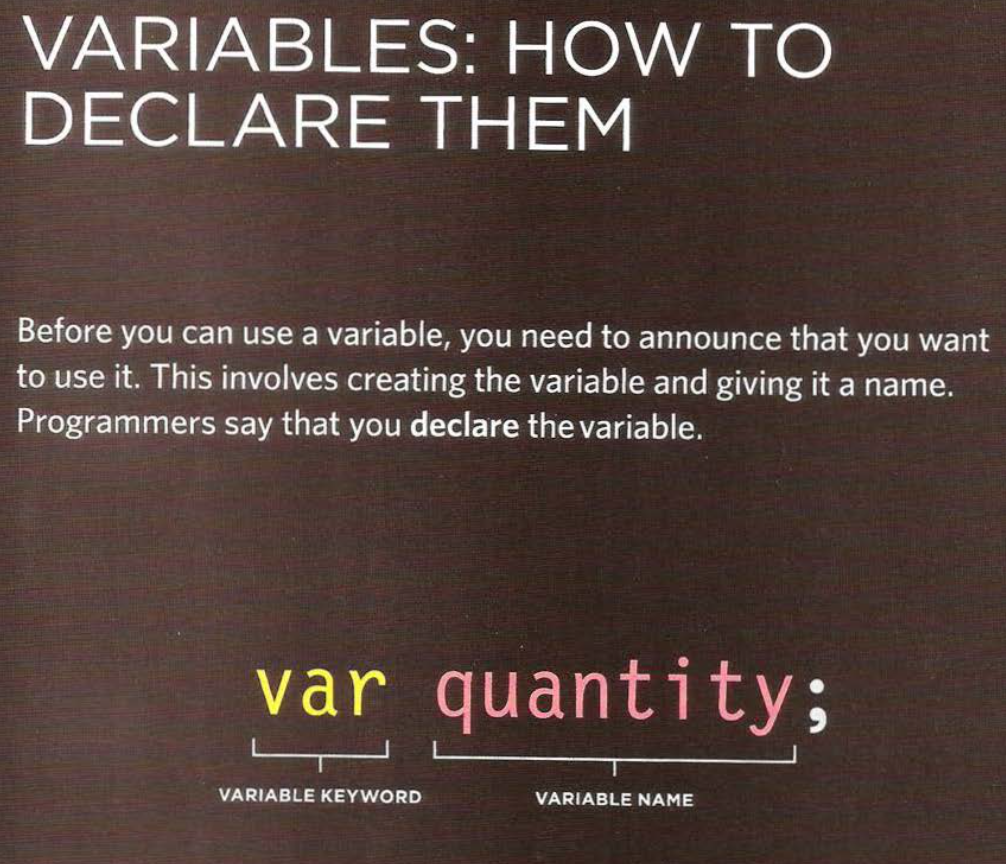 VARIABLES: HOW TO
DECLARE THEM
Before you can use a variable, you need to announce that you want
to use it. This involves creating the variable and giving it a name.
Programmers say that you declare the variable.
var quantity;
VARIABLE KEYWORD VARIABLE NAME